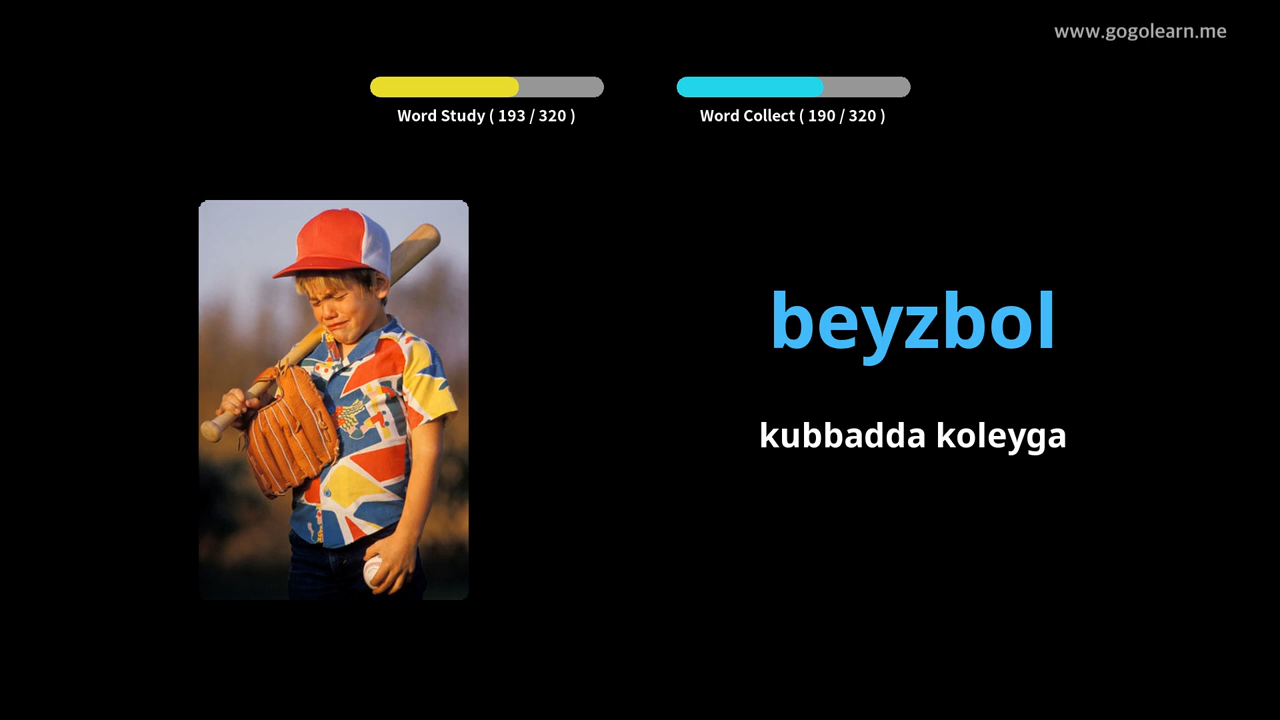 www.gogolearn.me
Word Study ( 193 / 320 )
Word Collect ( 190 / 320 )
beyzbol
kubbadda koleyga